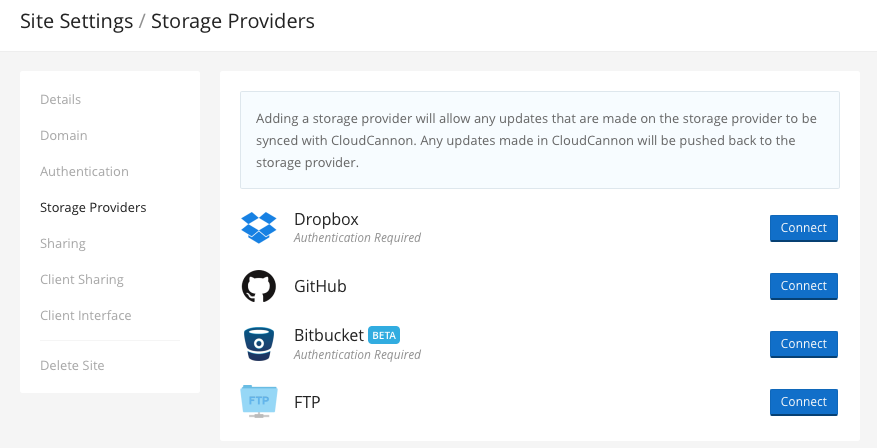 Site Settings / Storage Providers
Details
Domain
Authentication
Storage Providers
Sharing
Client Sharing
Client Interface
Delete Site
Adding a storage provider will allow any updates that are made on the storage provider to be
synced with CloudCannon. Any updates made in CloudCannon will be pushed back to the
storage provider.
Dropbox
Authentication Required
Connect
GitHub
Connect
Bitbucket BETA
Authentication Required
Connect
FTP
FTP
Connect